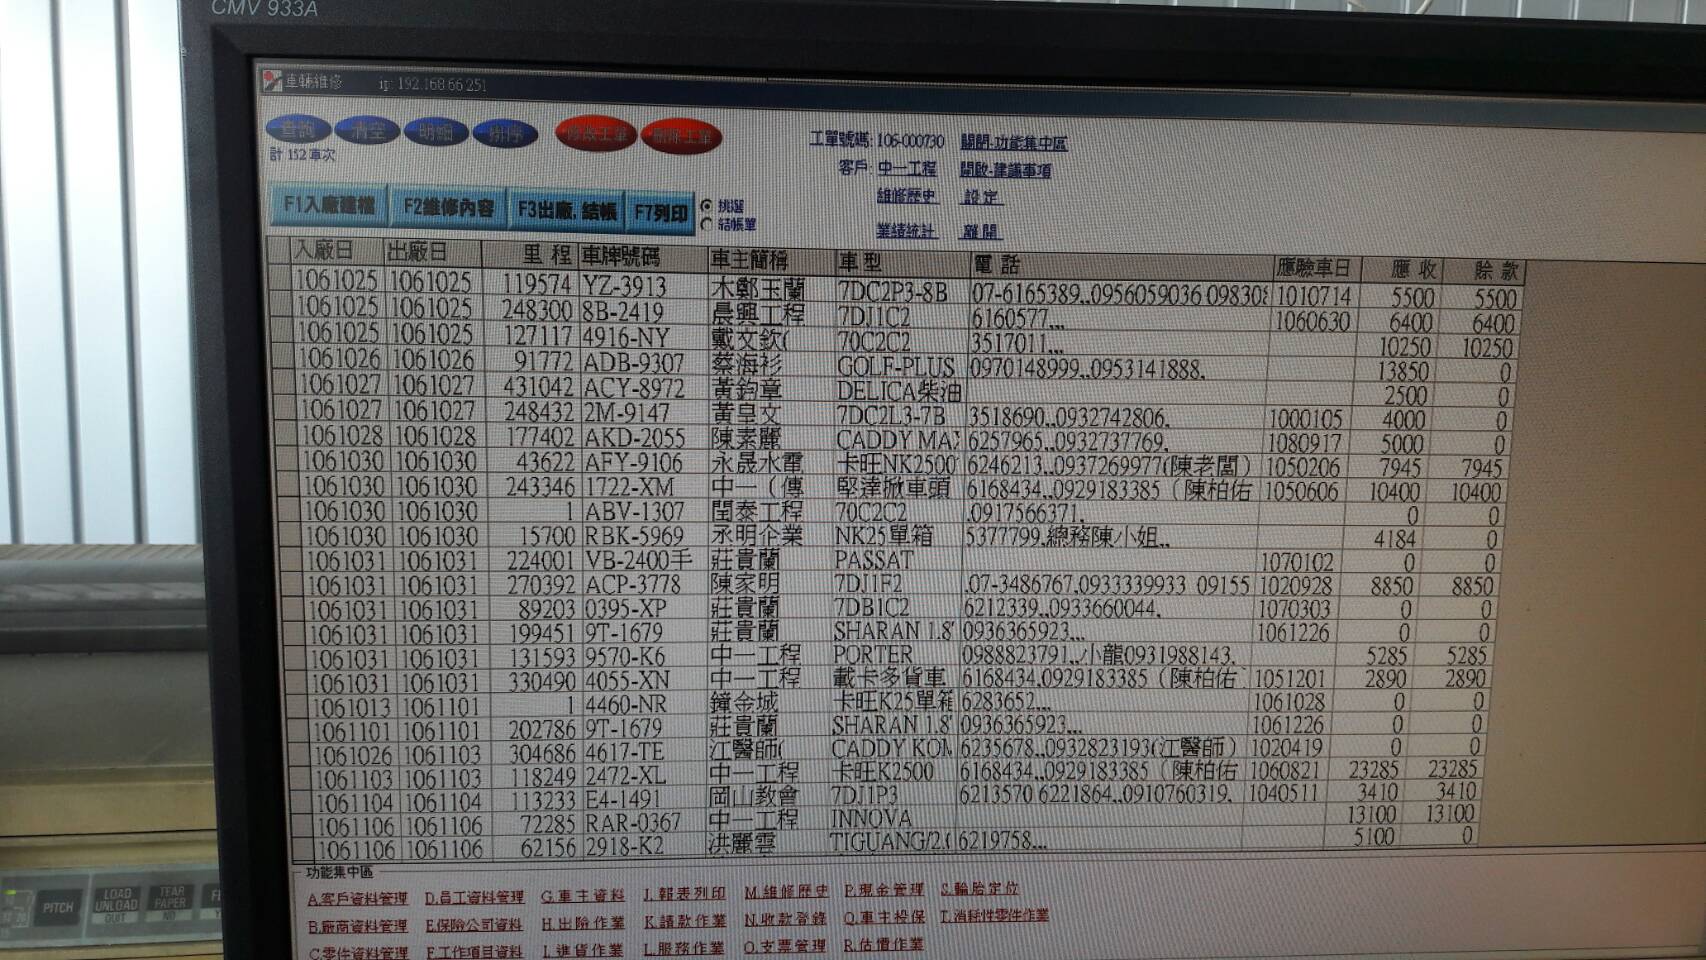 CMV 933A
車輛維修 ip: 192.168.66.251
查詢 清空 明細 排序 修改工單 刪除工單
計 152 車次
工單號碼: 106-000730 關閉-功能集中區
客戶: 中一工程 開啟-建議事項
維修歷史 設定
業績統計 離開
F1入廠建檔 F2維修內容 F3出廠,結帳 F7列印
挑選
結帳單
入廠日 出廠日 里程 車牌號碼 車主簡稱 車型 電話 應驗車日 應收 賒款
1061025 1061025 119574 YZ-3913 木鄭玉蘭 7DC2P3-8B 07-6165389,,0956059036 098308 1010714 5500 5500
1061025 1061025 248300 8B-2419 晨興工程 7DJ1C2 6160577,,, 1060630 6400 6400
1061025 1061025 127117 4916-NY 戴文欽( 70C2C2 3517011,,, 10250 10250
1061026 1061026 91772 ADB-9307 蔡海衫 GOLF-PLUS 0970148999,,0953141888, 13850 0
1061027 1061027 431042 ACY-8972 黃鈞章 DELICA柴油 2500 0
1061027 1061027 248432 2M-9147 黃皇文 7DC2L3-7B 3518690,,0932742806, 1000105 4000 0
1061028 1061028 177402 AKD-2055 陳素麗 CADDY MAX 6257965,,0932737769, 1080917 5000 0
1061030 1061030 43622 AFY-9106 永晟水電 卡旺NK2500 6246213,,0937269977(陳老闆) 1050206 7945 7945
1061030 1061030 243346 1722-XM 中一（傳 堅達掀車頭 6168434,,0929183385（陳柏佑 1050606 10400 10400
1061030 1061030 1 ABV-1307 閏泰工程 70C2C2 ,0917566371, 0 0
1061030 1061030 15700 RBK-5969 丞明企業 NK25單箱 5377799,總務陳小姐,, 4184 0
1061031 1061031 224001 VB-2400手 莊貴蘭 PASSAT 1070102 0 0
1061031 1061031 270392 ACP-3778 陳家明 7DJ1F2 ,07-3486767,0933339933 09155 1020928 8850 8850
1061031 1061031 89203 0395-XP 莊貴蘭 7DB1C2 6212339,,0933660044, 1070303 0 0
1061031 1061031 199451 9T-1679 莊貴蘭 SHARAN 1.8T 0936365923,,, 1061226 0 0
1061031 1061031 131593 9570-K6 中一工程 PORTER 0988823791,,小龍0931988143, 5285 5285
1061031 1061031 330490 4055-XN 中一工程 載卡多貨車 6168434,0929183385（陳柏佑 1051201 2890 2890
1061013 1061101 1 4460-NR 鐘金城 卡旺K25單箱 6283652,,, 1061028 0 0
1061101 1061101 202786 9T-1679 莊貴蘭 SHARAN 1.8T 0936365923,,, 1061226 0 0
1061026 1061103 304686 4617-TE 江醫師( CADDY KOM 6235678,,0932823193(江醫師) 1020419 0 0
1061103 1061103 118249 2472-XL 中一工程 卡旺K2500 6168434,,0929183385（陳柏佑 1060821 23285 23285
1061104 1061104 113233 E4-1491 岡山教會 7DJ1P3 6213570 6221864,,0910760319, 1040511 3410 3410
1061106 1061106 72285 RAR-0367 中一工程 INNOVA 13100 13100
1061106 1061106 62156 2918-K2 洪麗雲 TIGUANG/2.0 6219758,,, 5100 0
功能集中區
A.客戶資料管理 D.員工資料管理 G.車主資料 J.報表列印 M.維修歷史 P.現金管理 S.輪胎定位
B.廠商資料管理 E.保險公司資料 H.出險作業 K.請款作業 N.收款登錄 Q.車主投保 T.消耗性零件作業
C.零件資料管理 F.工作項目資料 I.進貨作業 L.服務作業 O.支票管理 R.估價作業
PITCH
LOAD UNLOAD
TEAR PAPER